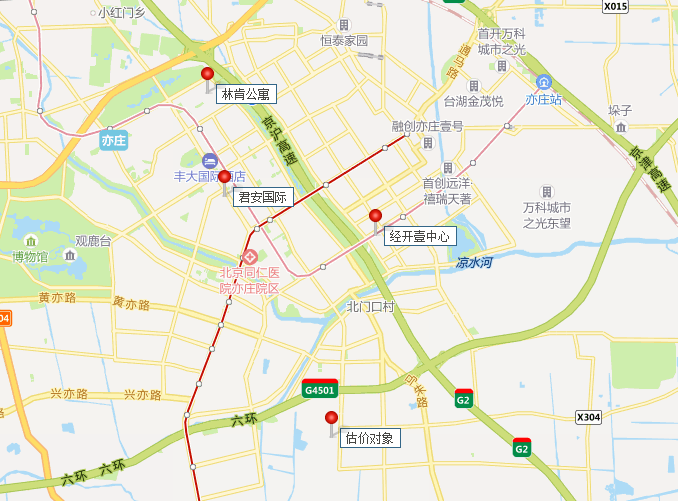 小红门乡
X015
恒泰家园
首开万科
城市之光
通马路
林肯公寓
台湖金茂悦
亦庄站
垛子
京沪高速
融创亦庄壹号
亦庄
京津高速
丰大国际酒店
君安国际
首创远洋
禧瑞天著
万科城市
之光东望
经开壹中心
观鹿台
博物馆
凉水河
北京同仁医
院亦庄院区
黄亦路
黄亦路
北门口村
04
兴亦路
兴亦路
G4501
G2
六环
X304
估价对象
G2
六环
六环